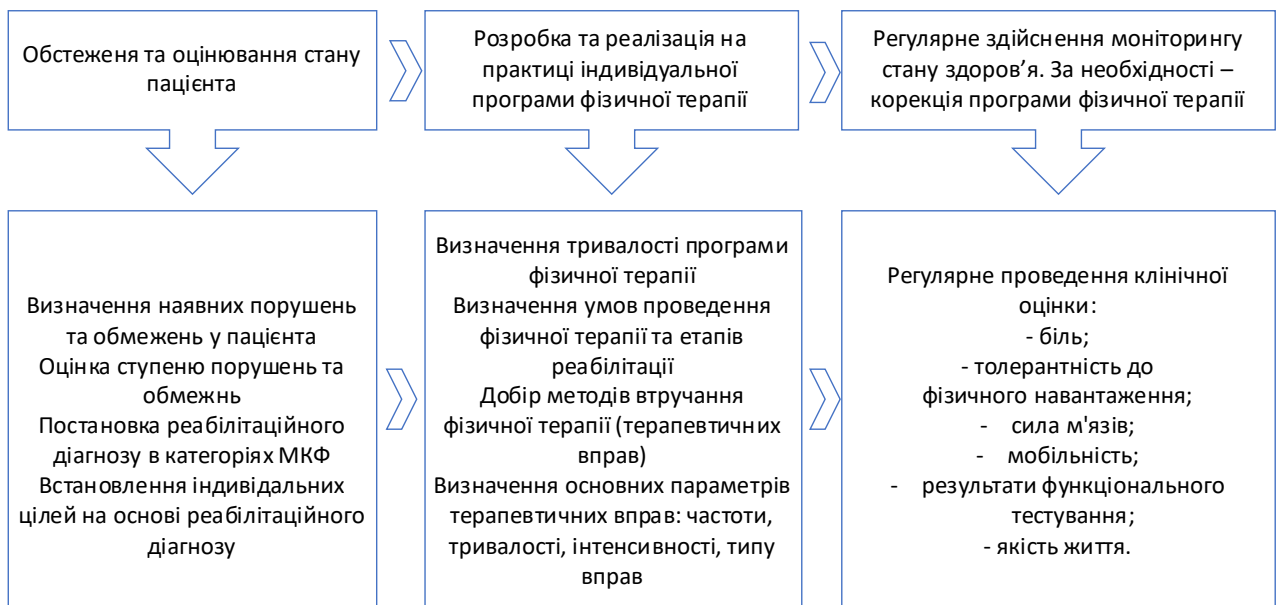 Обстеженя та оцінювання стану
пацієнта
Розробка та реалізація на
практиці індивідуальної
програми фізичної терапії
Регулярне здійснення моніторингу
стану здоров’я. За необхідності –
корекція програми фізичної терапії
Визначення наявних порушень
та обмежень у пацієнта
Оцінка ступеню порушень та
обмежнь
Постановка реабілітаційного
діагнозу в категоріях МКФ
Встановлення індивідальних
цілей на основі реабілітаційного
діагнозу
Визначення тривалості програми
фізичної терапії
Визначення умов проведення
фізичної терапії та етапів
реабілітації
Добір методів втручання
фізичної терапії (терапевтичних
вправ)
Визначення основних параметрів
терапевтичних вправ: частоти,
тривалості, інтенсивності, типу
вправ
Регулярне проведення клінічної
оцінки:
- біль;
- толерантність до
фізичного навантаження;
- сила м'язів;
- мобільність;
- результати функціонального
тестування;
- якість життя.